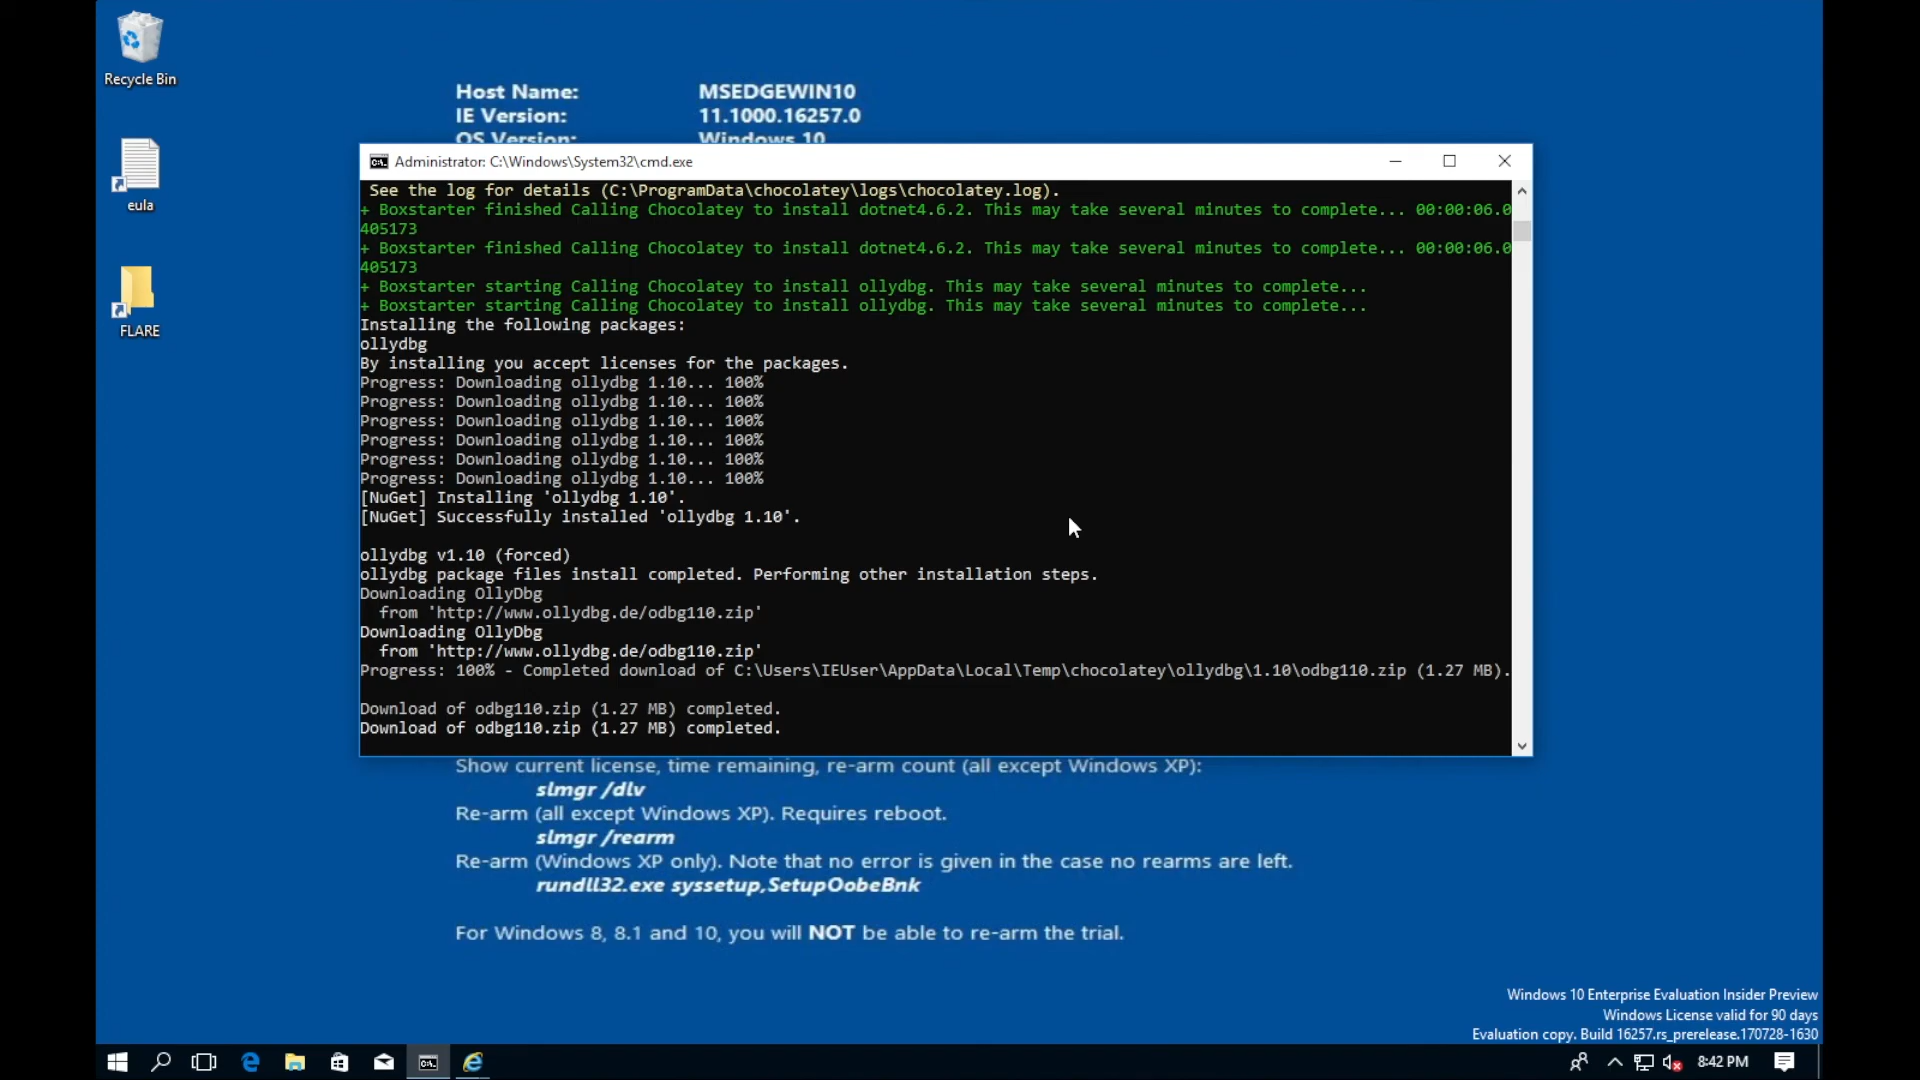 Recycle Bin
eula
FLARE
Host Name: MSEDGEWIN10
IE Version: 11.1000.16257.0
OS Version: Windows 10
Administrator: C:\Windows\System32\cmd.exe
See the log for details (C:\ProgramData\chocolatey\logs\chocolatey.log).
+ Boxstarter finished Calling Chocolatey to install dotnet4.6.2. This may take several minutes to complete... 00:00:06.0
405173
+ Boxstarter finished Calling Chocolatey to install dotnet4.6.2. This may take several minutes to complete... 00:00:06.0
405173
+ Boxstarter starting Calling Chocolatey to install ollydbg. This may take several minutes to complete...
+ Boxstarter starting Calling Chocolatey to install ollydbg. This may take several minutes to complete...
Installing the following packages:
ollydbg
By installing you accept licenses for the packages.
Progress: Downloading ollydbg 1.10... 100%
Progress: Downloading ollydbg 1.10... 100%
Progress: Downloading ollydbg 1.10... 100%
Progress: Downloading ollydbg 1.10... 100%
Progress: Downloading ollydbg 1.10... 100%
Progress: Downloading ollydbg 1.10... 100%
[NuGet] Installing 'ollydbg 1.10'.
[NuGet] Successfully installed 'ollydbg 1.10'.
ollydbg v1.10 (forced)
ollydbg package files install completed. Performing other installation steps.
Downloading OllyDbg
from 'http://www.ollydbg.de/odbg110.zip'
Downloading OllyDbg
from 'http://www.ollydbg.de/odbg110.zip'
Progress: 100% - Completed download of C:\Users\IEUser\AppData\Local\Temp\chocolatey\ollydbg\1.10\odbg110.zip (1.27 MB).
Download of odbg110.zip (1.27 MB) completed.
Download of odbg110.zip (1.27 MB) completed.
Show current license, time remaining, re-arm count (all except Windows XP):
slmgr /dlv
Re-arm (all except Windows XP). Requires reboot.
slmgr /rearm
Re-arm (Windows XP only). Note that no error is given in the case no rearms are left.
rundll32.exe syssetup,SetupOobeBnk
For Windows 8, 8.1 and 10, you will NOT be able to re-arm the trial.
Windows 10 Enterprise Evaluation Insider Preview
Windows License valid for 90 days
Evaluation copy. Build 16257.rs_prerelease.170728-1630
8:42 PM